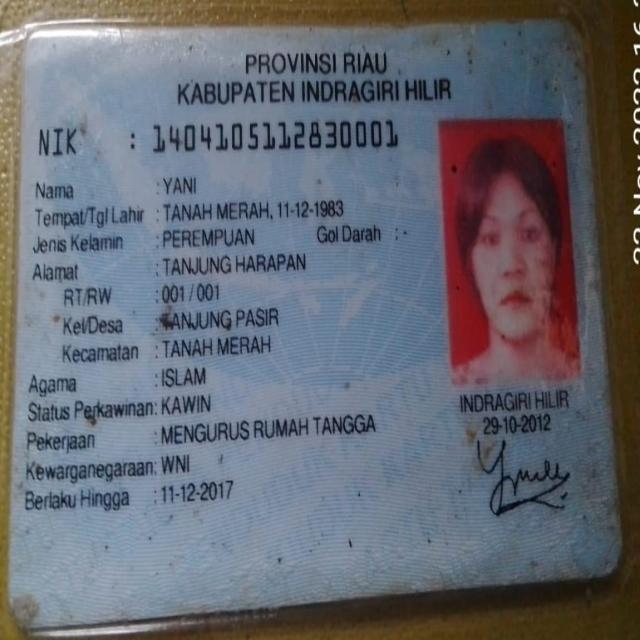 PROVINSI RIAU
KABUPATEN INDRAGIRI HILIR
NIK : 1404105112830001
Nama : YANI
Tempat/Tgl Lahir : TANAH MERAH, 11-12-1983
Jenis Kelamin : PEREMPUAN Gol Darah : -
Alamat : TANJUNG HARAPAN
RT/RW : 001 / 001
Kel/Desa : TANJUNG PASIR
Kecamatan : TANAH MERAH
Agama : ISLAM
Status Perkawinan: KAWIN
Pekerjaan : MENGURUS RUMAH TANGGA
Kewarganegaraan: WNI
Berlaku Hingga : 11-12-2017
INDRAGIRI HILIR
29-10-2012